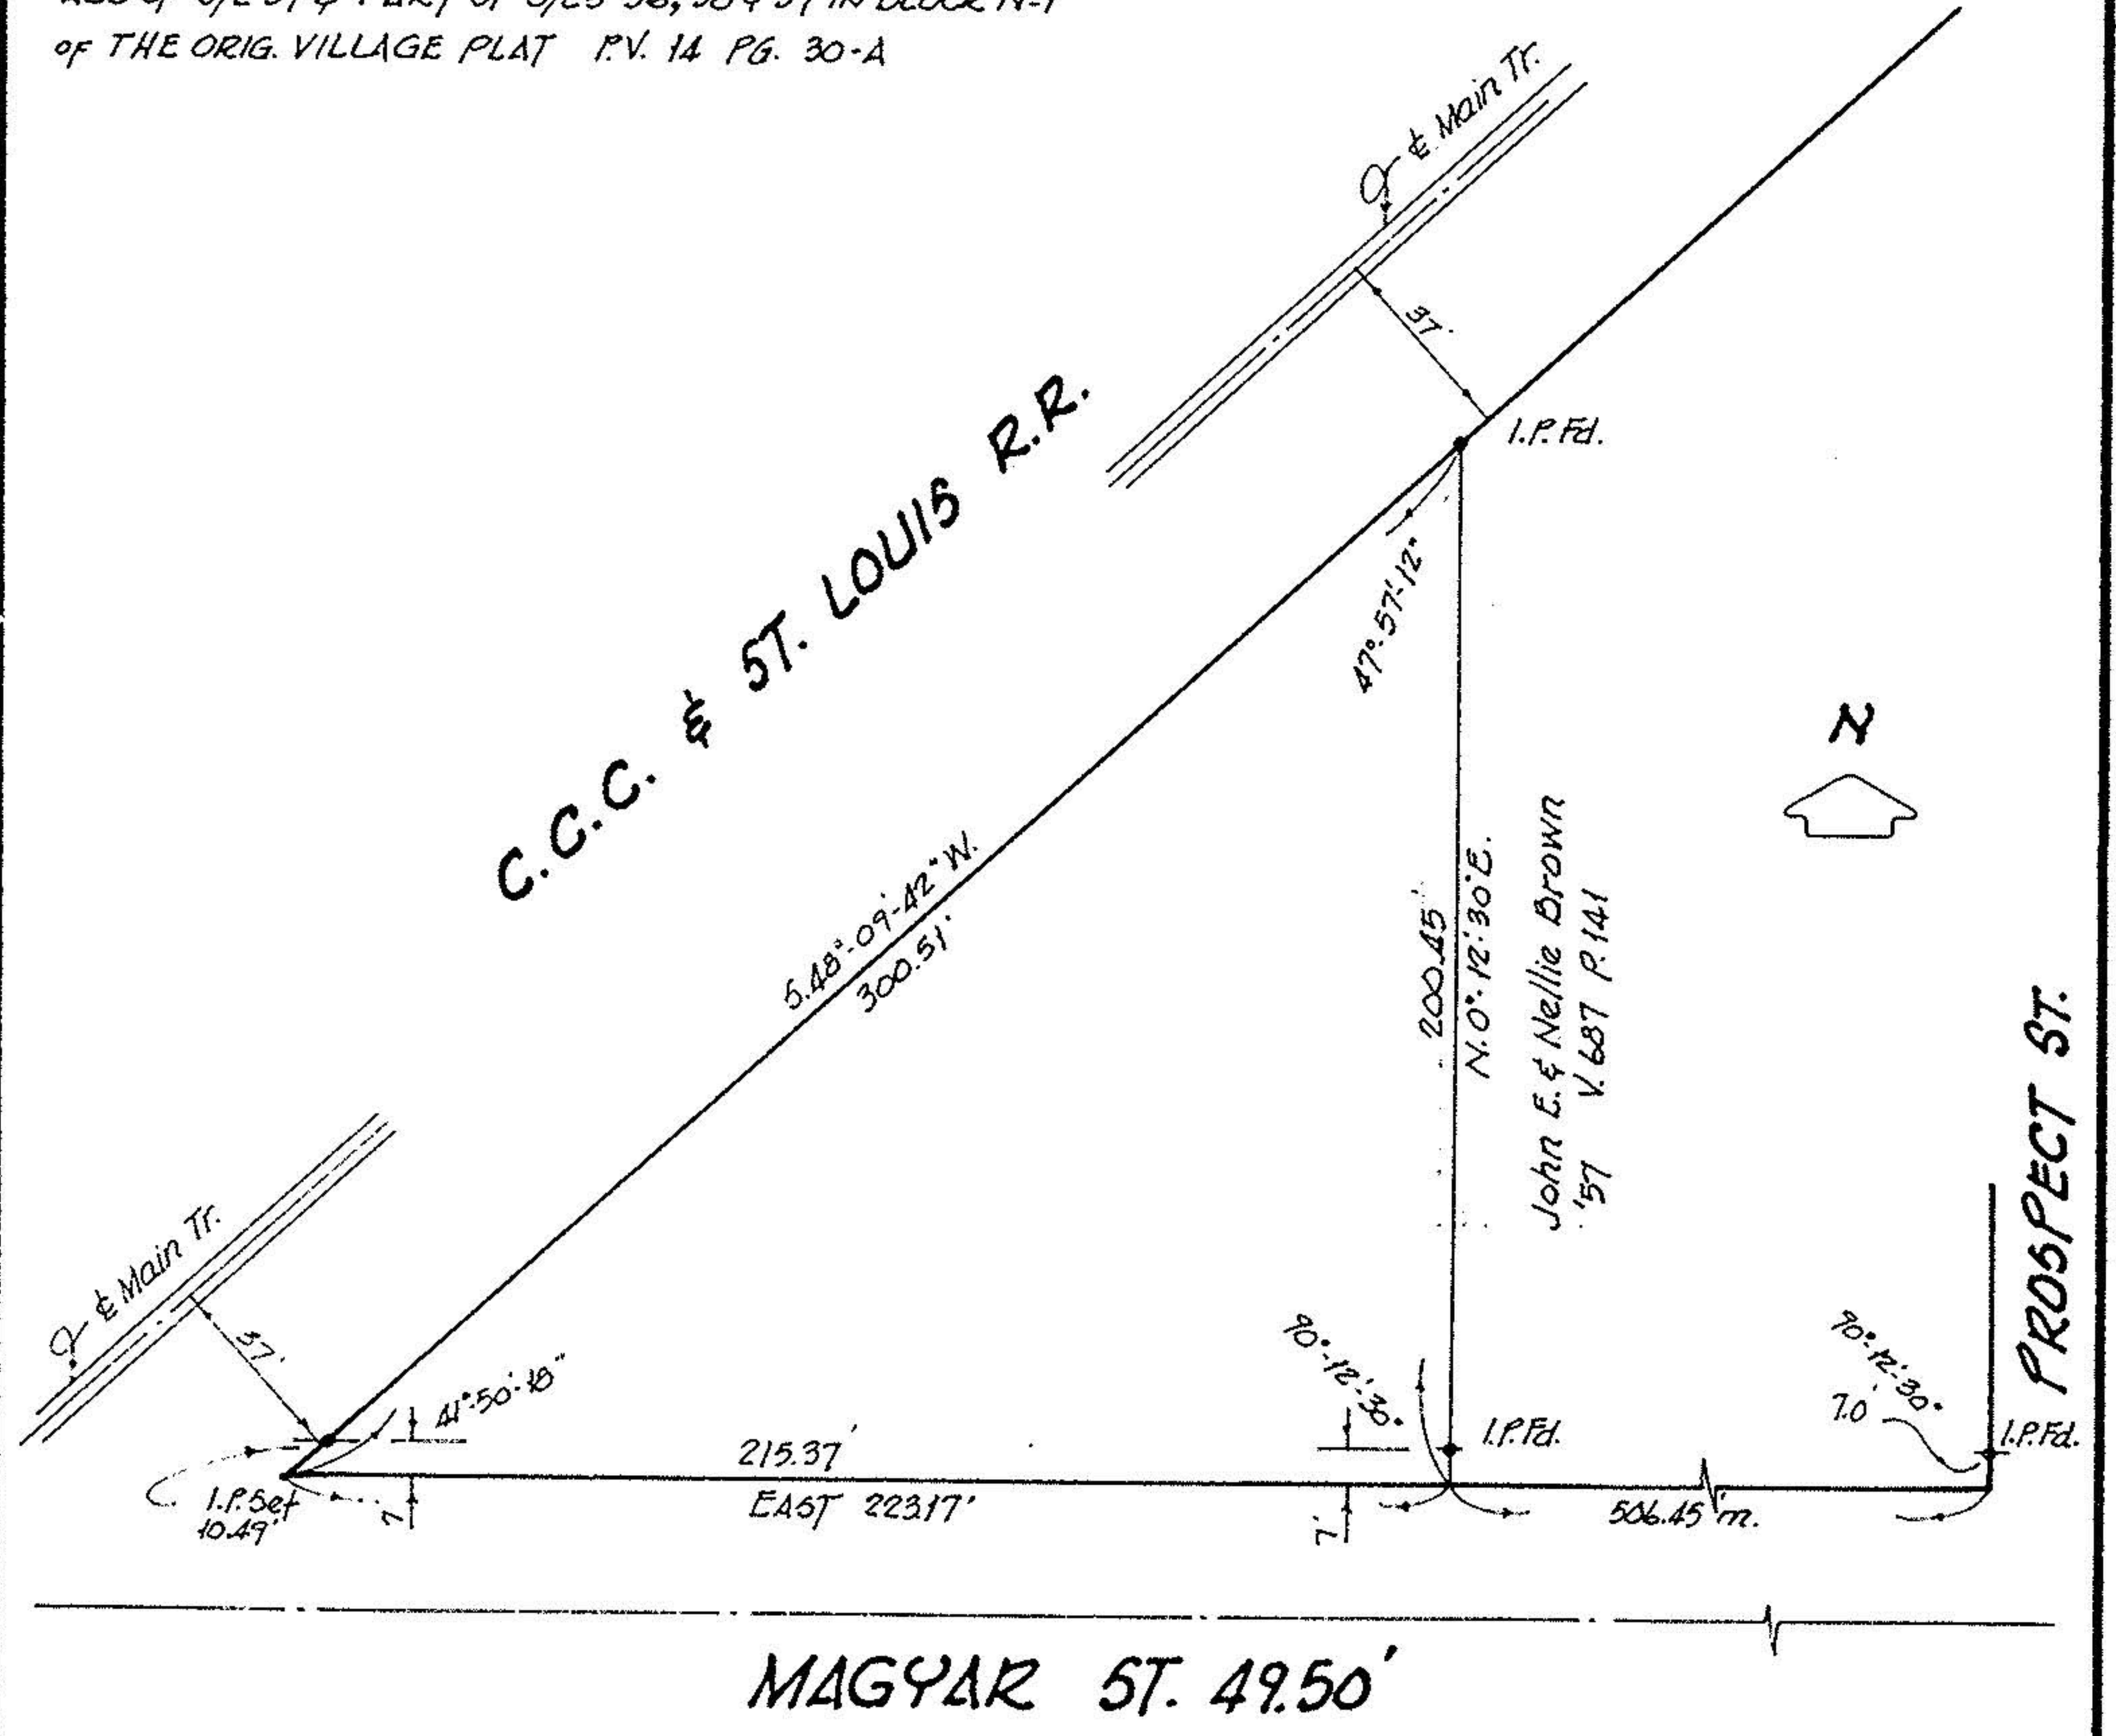 OF THE ORIG. VILLAGE PLAT P.V. 14 PG. 30-A
℄ Main Tr.
37'
I.P. Fd.
C.C.C. & ST. LOUIS R.R.
47°-57'-12"
N
S.48°-09'-42"W.
300.51'
200.45'
N.0°-12'-30"E.
John E. & Nellie Brown
'57 V.687 P.141
PROSPECT ST.
℄ Main Tr.
37'
41°-50'-18"
90°-12'-30"
90°-12'-30"
7.0'
I.P. Fd.
I.P. Fd.
215.37'
I.P. Set
10.49'
7'
EAST 223.17'
7'
506.45'm.
MAGYAR ST. 49.50'